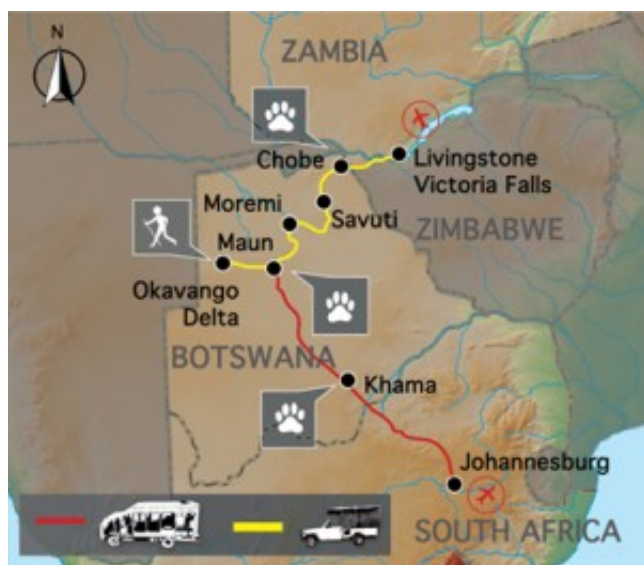 N
ZAMBIA
Chobe
Livingstone
Victoria Falls
Moremi
Savuti
ZIMBABWE
Maun
Okavango
Delta
BOTSWANA
Khama
Johannesburg
SOUTH AFRICA